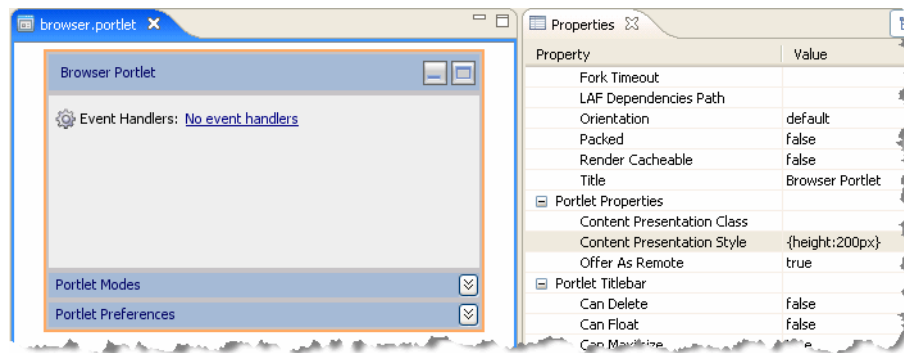 browser.portlet
Browser Portlet
Event Handlers: No event handlers
Portlet Modes
Portlet Preferences
Properties
Property Value
Fork Timeout
LAF Dependencies Path
Orientation default
Packed false
Render Cacheable false
Title Browser Portlet
Portlet Properties
Content Presentation Class
Content Presentation Style {height:200px}
Offer As Remote true
Portlet Titlebar
Can Delete false
Can Float false
Can Maximize